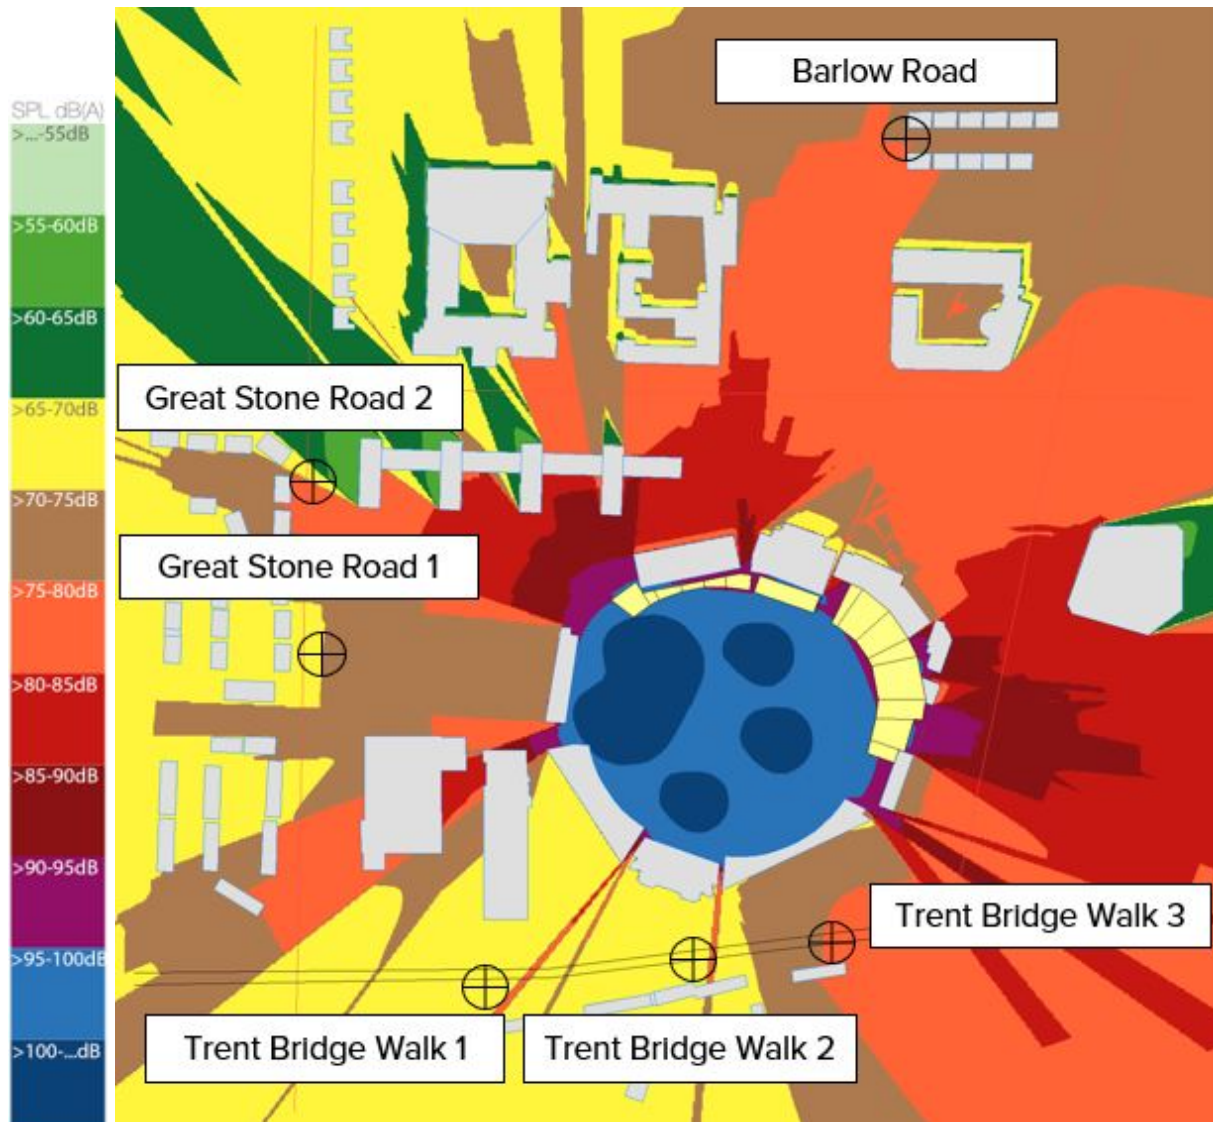 SPL dB(A)
>...-55dB
>55-60dB
>60-65dB
>65-70dB
>70-75dB
>75-80dB
>80-85dB
>85-90dB
>90-95dB
>95-100dB
>100-...dB
Barlow Road
Great Stone Road 2
Great Stone Road 1
Trent Bridge Walk 3
Trent Bridge Walk 1
Trent Bridge Walk 2